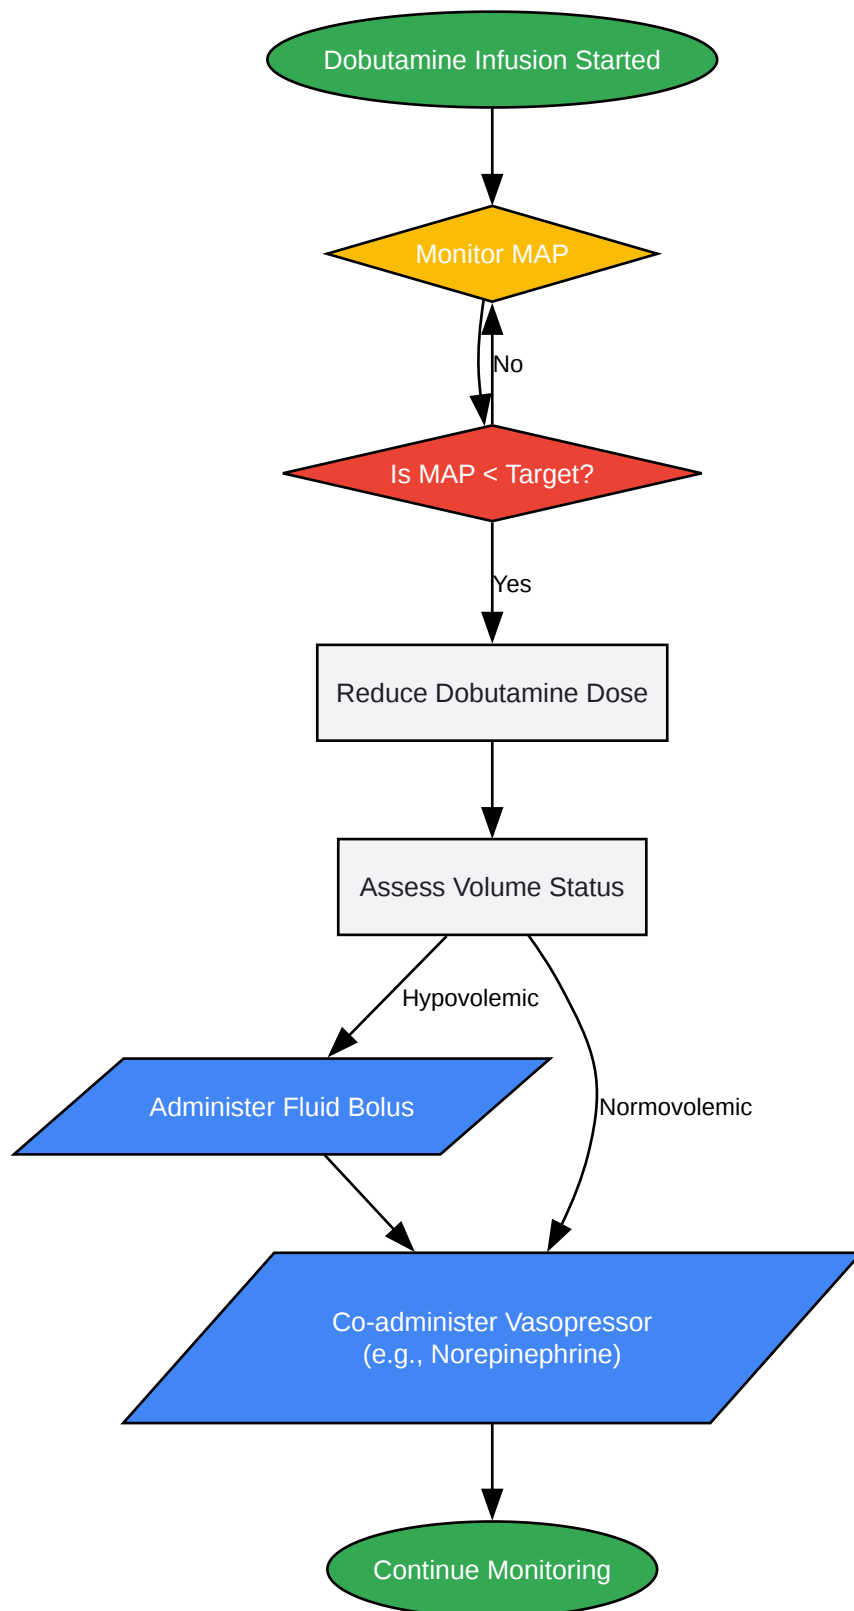 Dobutamine Infusion Started
Monitor MAP
No
Is MAP < Target?
Yes
Reduce Dobutamine Dose
Assess Volume Status
Hypovolemic
Administer Fluid Bolus
Normovolemic
Co-administer Vasopressor
(e.g., Norepinephrine)
Continue Monitoring